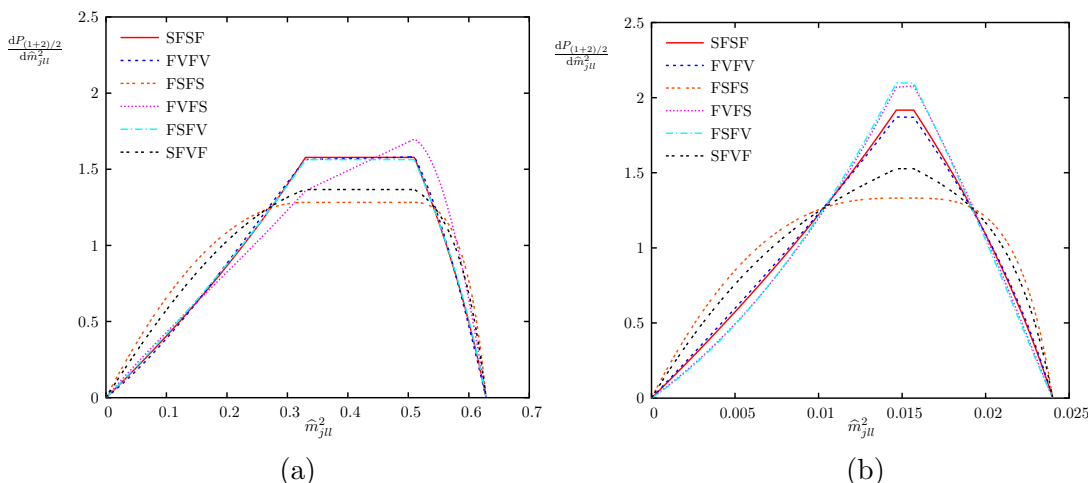 2.5
dP(1+2)/2
dm̂²jll
2
1.5
1
0.5
0
SFSF
FVFV
FSFS
FVFS
FSFV
SFVF
0 0.1 0.2 0.3 0.4 0.5 0.6 0.7
m̂²jll
(a)
2.5
dP(1+2)/2
dm̂²jll
2
1.5
1
0.5
0
SFSF
FVFV
FSFS
FVFS
FSFV
SFVF
0 0.005 0.01 0.015 0.02 0.025
m̂²jll
(b)